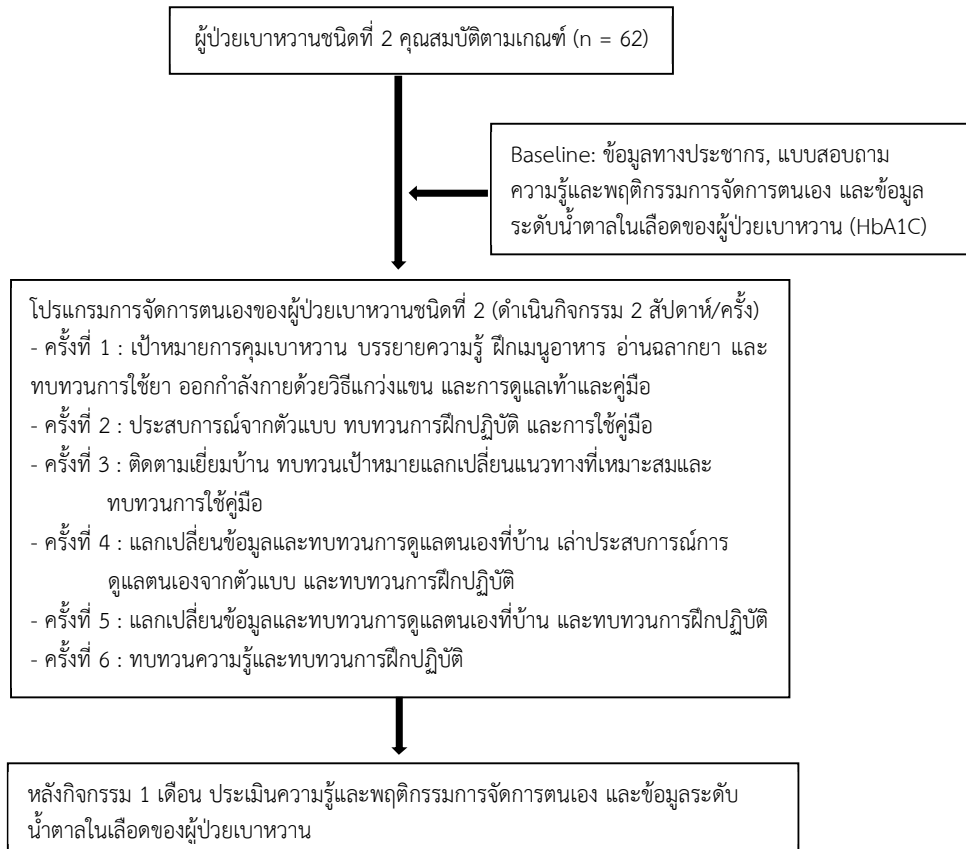 ผู้ป่วยเบาหวานชนิดที่ 2 คุณสมบัติตามเกณฑ์ (n = 62)
Baseline: ข้อมูลทางประชากร, แบบสอบถาม
ความรู้และพฤติกรรมการจัดการตนเอง และข้อมูล
ระดับน้ำตาลในเลือดของผู้ป่วยเบาหวาน (HbA1C)
โปรแกรมการจัดการตนเองของผู้ป่วยเบาหวานชนิดที่ 2 (ดำเนินกิจกรรม 2 สัปดาห์/ครั้ง)
- ครั้งที่ 1 : เป้าหมายการคุมเบาหวาน บรรยายความรู้ ฝึกเมนูอาหาร อ่านฉลากยา และ
ทบทวนการใช้ยา ออกกำลังกายด้วยวิธีแกว่งแขน และการดูแลเท้าและคู่มือ
- ครั้งที่ 2 : ประสบการณ์จากตัวแบบ ทบทวนการฝึกปฏิบัติ และการใช้คู่มือ
- ครั้งที่ 3 : ติดตามเยี่ยมบ้าน ทบทวนเป้าหมายแลกเปลี่ยนแนวทางที่เหมาะสมและ
ทบทวนการใช้คู่มือ
- ครั้งที่ 4 : แลกเปลี่ยนข้อมูลและทบทวนการดูแลตนเองที่บ้าน เล่าประสบการณ์การ
ดูแลตนเองจากตัวแบบ และทบทวนการฝึกปฏิบัติ
- ครั้งที่ 5 : แลกเปลี่ยนข้อมูลและทบทวนการดูแลตนเองที่บ้าน และทบทวนการฝึกปฏิบัติ
- ครั้งที่ 6 : ทบทวนความรู้และทบทวนการฝึกปฏิบัติ
หลังกิจกรรม 1 เดือน ประเมินความรู้และพฤติกรรมการจัดการตนเอง และข้อมูลระดับ
น้ำตาลในเลือดของผู้ป่วยเบาหวาน